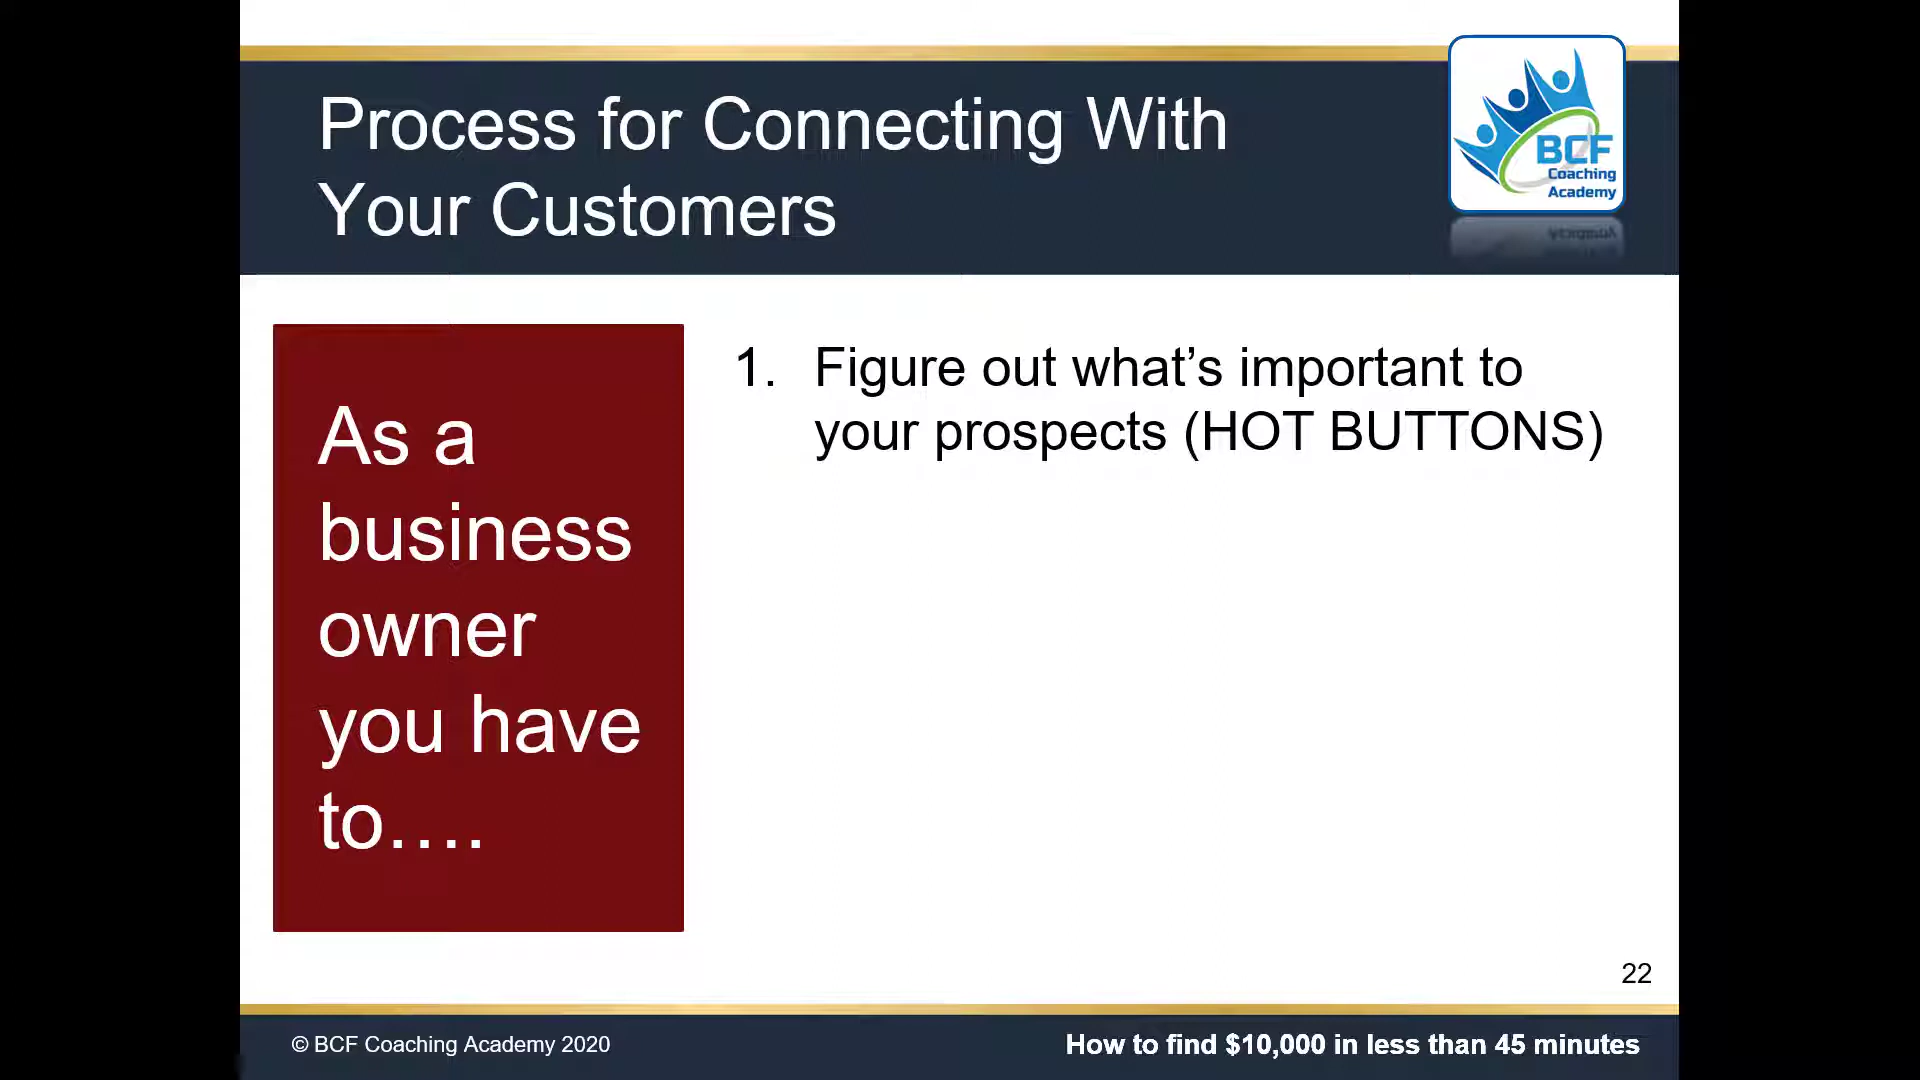 Process for Connecting With
Your Customers
BCF
Coaching
Academy
As a
business
owner
you have
to….
1. Figure out what’s important to
your prospects (HOT BUTTONS)
22
© BCF Coaching Academy 2020
How to find $10,000 in less than 45 minutes